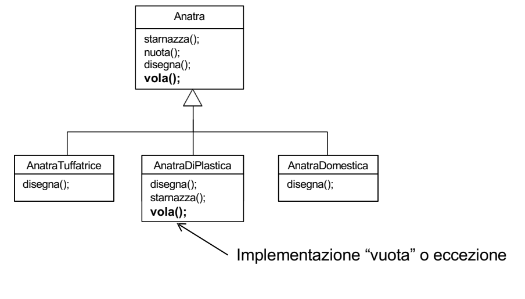 Anatra
starnazza();
nuota();
disegna();
vola();
AnatraTuffatrice
disegna();
AnatraDiPlastica
disegna();
starnazza();
vola();
AnatraDomestica
disegna();
Implementazione “vuota” o eccezione